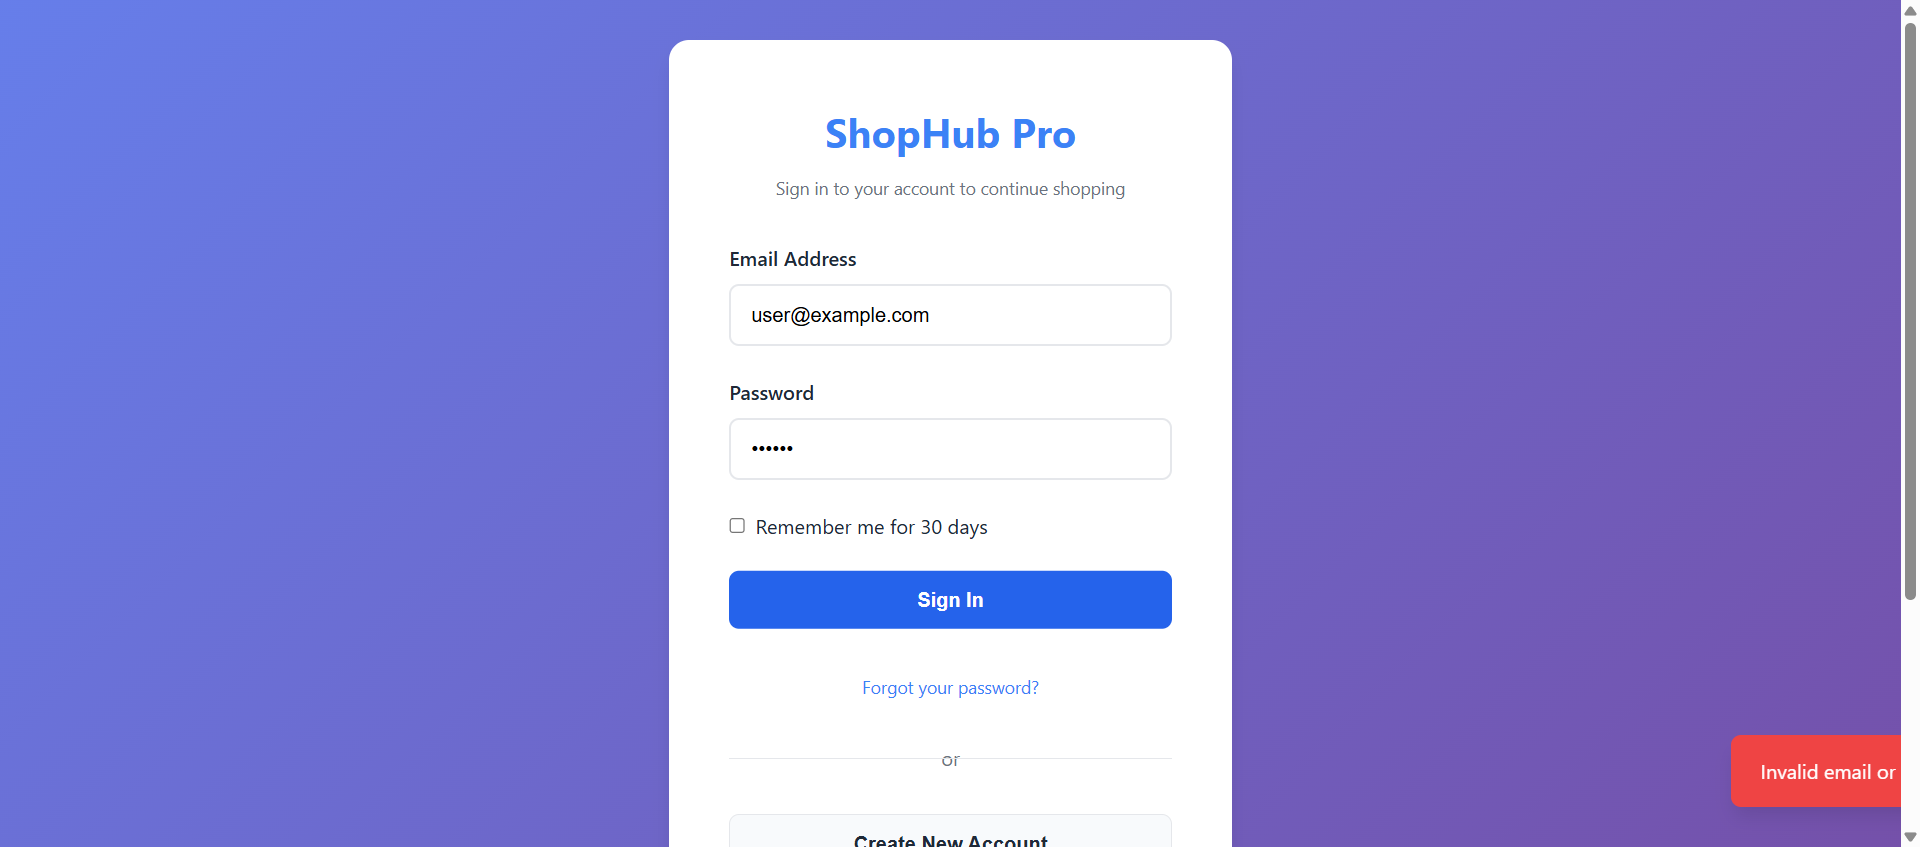 ShopHub Pro
Sign in to your account to continue shopping
Email Address
user@example.com
Password
••••••
Remember me for 30 days
Sign In
Forgot your password?
or
Create New Account
Invalid email or